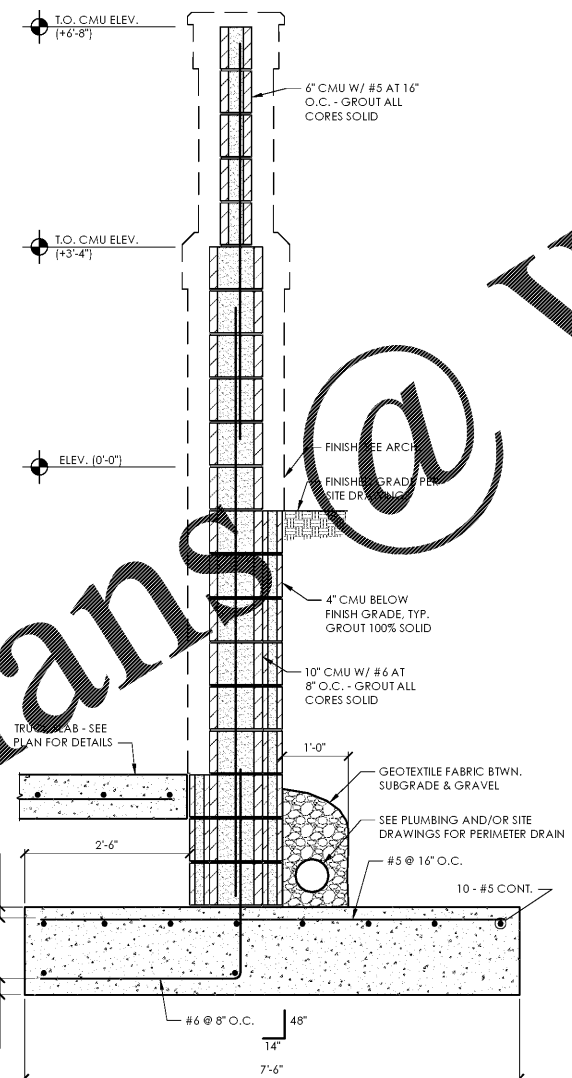 T.O. CMU ELEV.
(+6'-8")
6" CMU W/ #5 AT 16"
O.C. - GROUT ALL
CORES SOLID
T.O. CMU ELEV.
(+3'-4")
ELEV. (0'-0")
FINISH SEE ARCH.
FINISHED GRADE PER
SITE DRAWINGS
4" CMU BELOW
FINISH GRADE, TYP.
GROUT 100% SOLID
10" CMU W/ #6 AT
8" O.C. - GROUT ALL
CORES SOLID
SLAB - SEE
PLAN FOR DETAILS
1'-0"
GEOTEXTILE FABRIC BTWN.
SUBGRADE & GRAVEL
SEE PLUMBING AND/OR SITE
DRAWINGS FOR PERIMETER DRAIN
2'-6"
#5 @ 16" O.C.
10 - #5 CONT.
#6 @ 8" O.C.
48"
14"
7'-6"
ans @